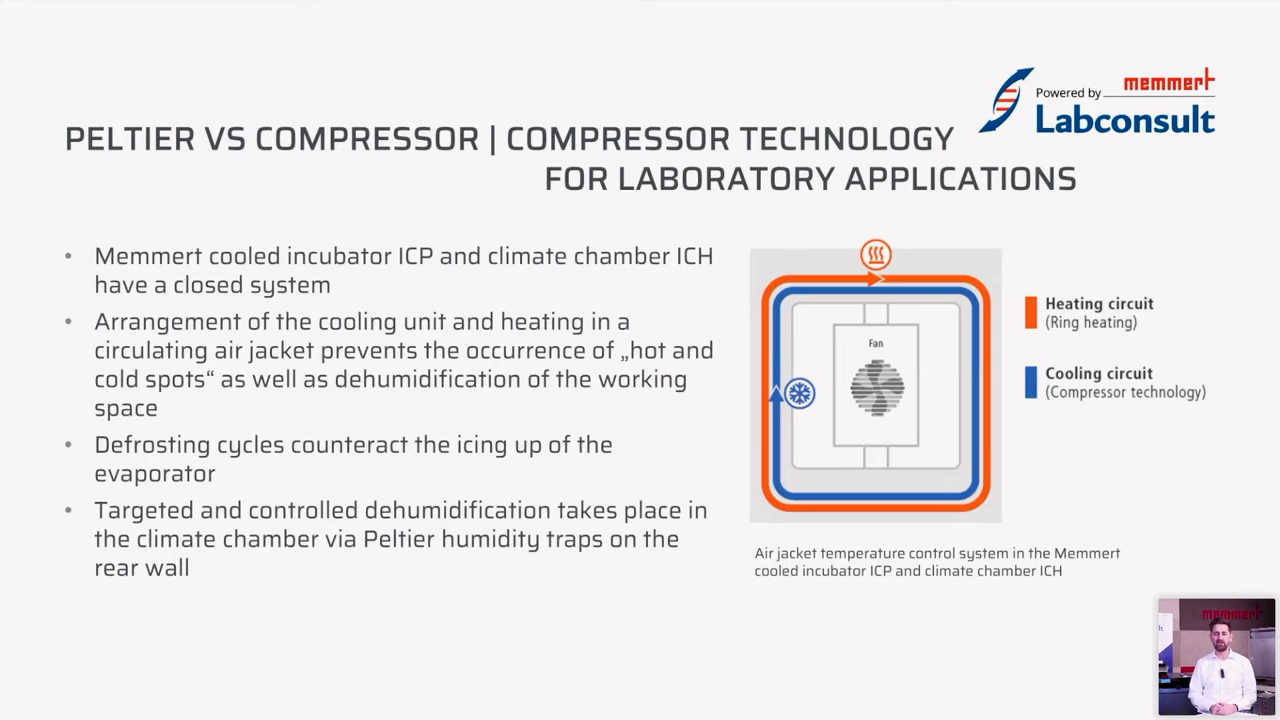 Powered by memmert
Labconsult
PELTIER VS COMPRESSOR | COMPRESSOR TECHNOLOGY
FOR LABORATORY APPLICATIONS
• Memmert cooled incubator ICP and climate chamber ICH
have a closed system
• Arrangement of the cooling unit and heating in a
circulating air jacket prevents the occurrence of „hot and
cold spots“ as well as dehumidification of the working
space
• Defrosting cycles counteract the icing up of the
evaporator
• Targeted and controlled dehumidification takes place in
the climate chamber via Peltier humidity traps on the
rear wall
Fan
Heating circuit
(Ring heating)
Cooling circuit
(Compressor technology)
Air jacket temperature control system in the Memmert
cooled incubator ICP and climate chamber ICH
memmert